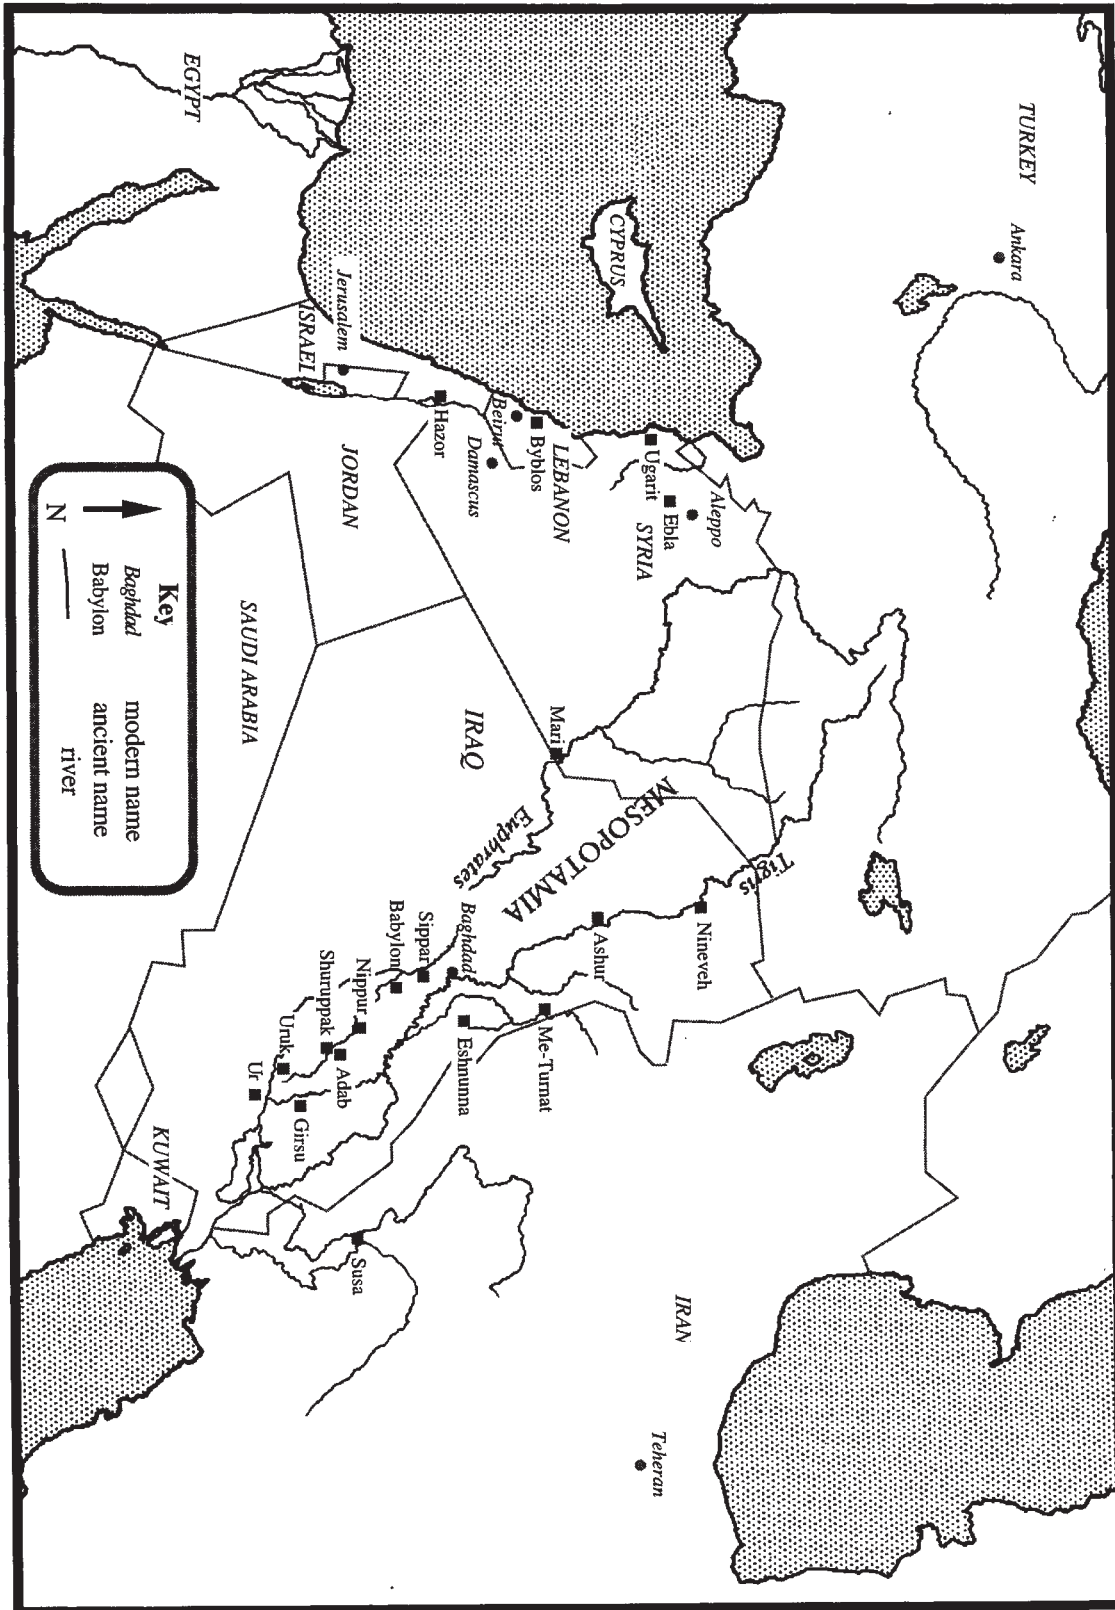 TURKEY
Ankara
CYPRUS
Aleppo
Ebla
SYRIA
Ugarit
LEBANON
Byblos
Beirut
Damascus
Hazor
Jerusalem
ISRAEL
JORDAN
EGYPT
SAUDI ARABIA
IRAQ
Mari
MESOPOTAMIA
Euphrates
Tigris
Nineveh
Ashur
Me-Turnat
Eshnunna
Baghdad
Sippar
Babylon
Nippur
Shuruppak
Adab
Uruk
Girsu
Ur
Susa
KUWAIT
IRAN
Teheran
Key
Baghdad modern name
Babylon ancient name
N river